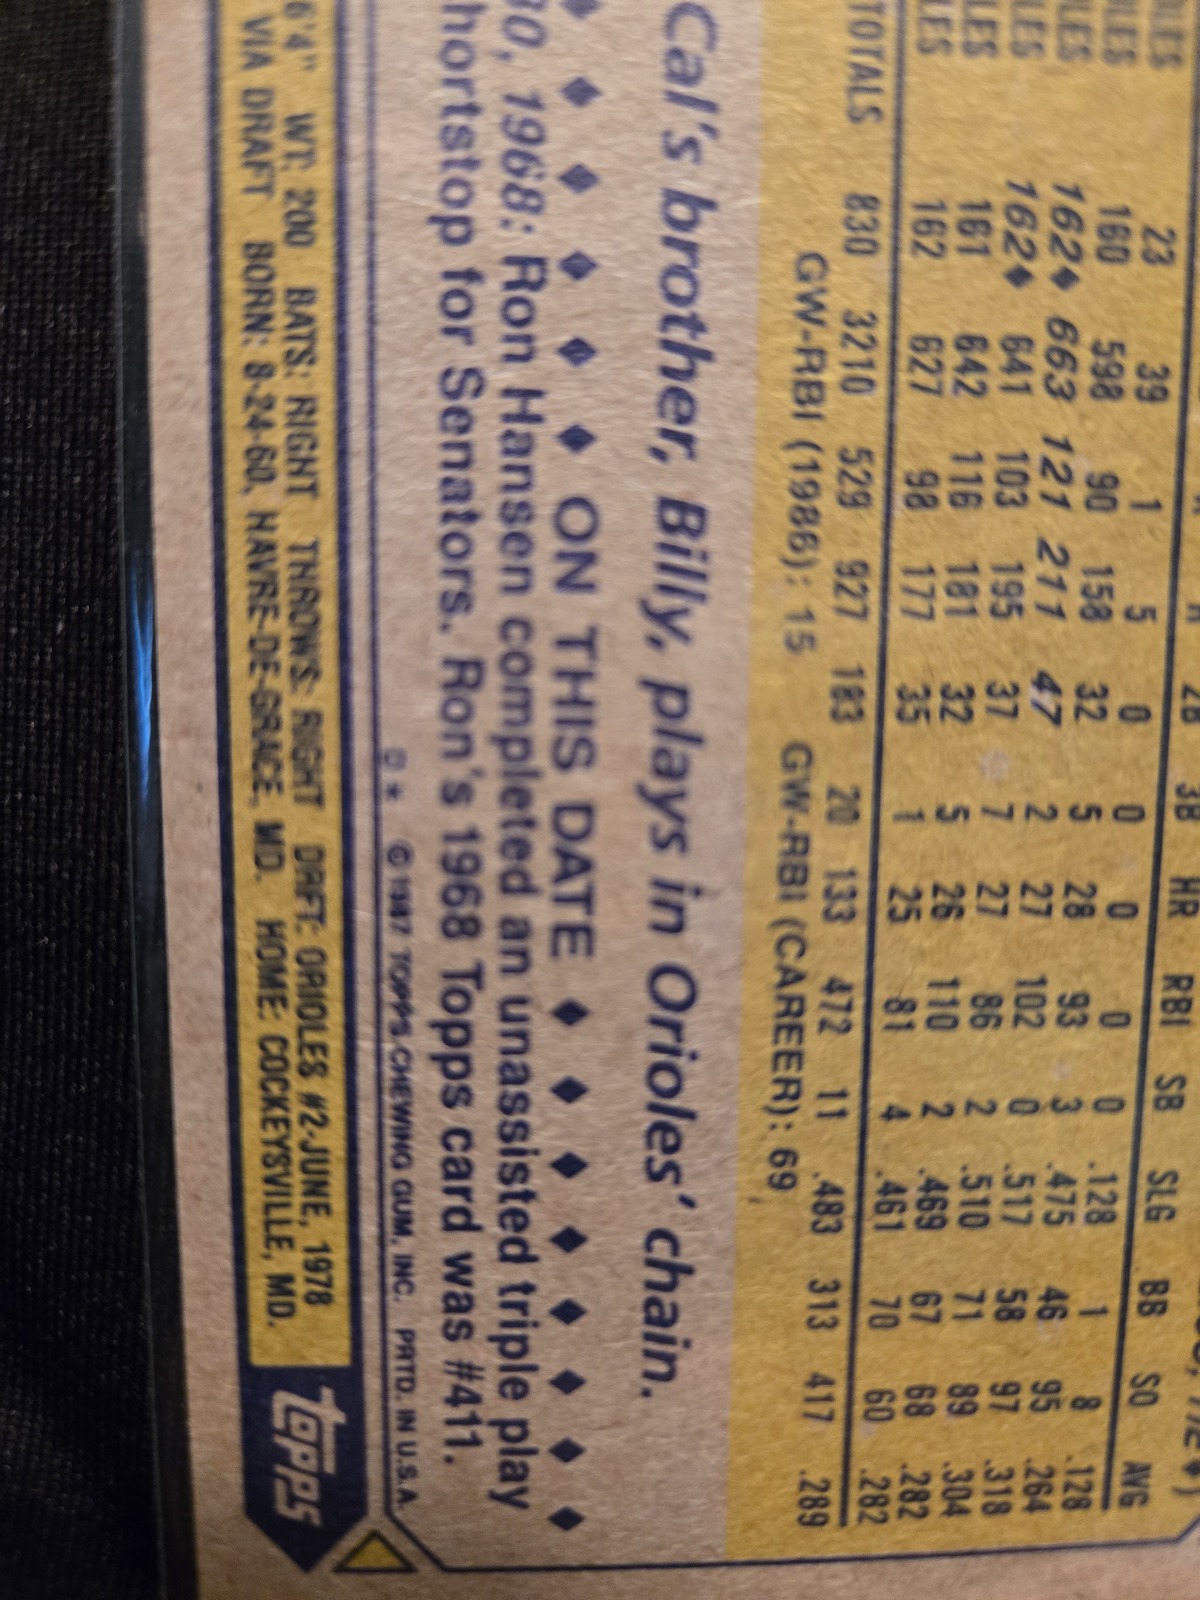 2B 3B HR RBI SB SLG BB SO AVG
LES 23 39 1 5 0 0 0 0 0 .128 1 8 .128
LES 160 598 90 158 32 5 28 93 3 .475 46 95 .264
LES 162♦ 663 121 211 47 2 27 102 0 .517 58 97 .318
LES 162♦ 641 103 195 37 7 27 86 2 .510 71 89 .304
LES 161 642 116 181 32 5 26 110 2 .469 67 68 .282
LES 162 627 98 177 35 1 25 81 4 .461 70 60 .282
TOTALS 830 3210 529 927 183 20 133 472 11 .483 313 417 .289
GW-RBI (1986): 15 GW-RBI (CAREER): 69
Cal's brother, Billy, plays in Orioles' chain.
♦ ♦ ♦ ♦ ♦ ♦ ON THIS DATE ♦ ♦ ♦ ♦ ♦ ♦ ♦ ♦
30, 1968: Ron Hansen completed an unassisted triple play
hortstop for Senators. Ron's 1968 Topps card was #411.
D * © 1987 TOPPS CHEWING GUM, INC. PRTD. IN U.S.A.
6'4" WT: 200 BATS: RIGHT THROWS: RIGHT DRFT: ORIOLES #2-JUNE, 1978
VIA DRAFT BORN: 8-24-60, HAVRE-DE-GRACE, MD. HOME: COCKEYSVILLE, MD.
topps